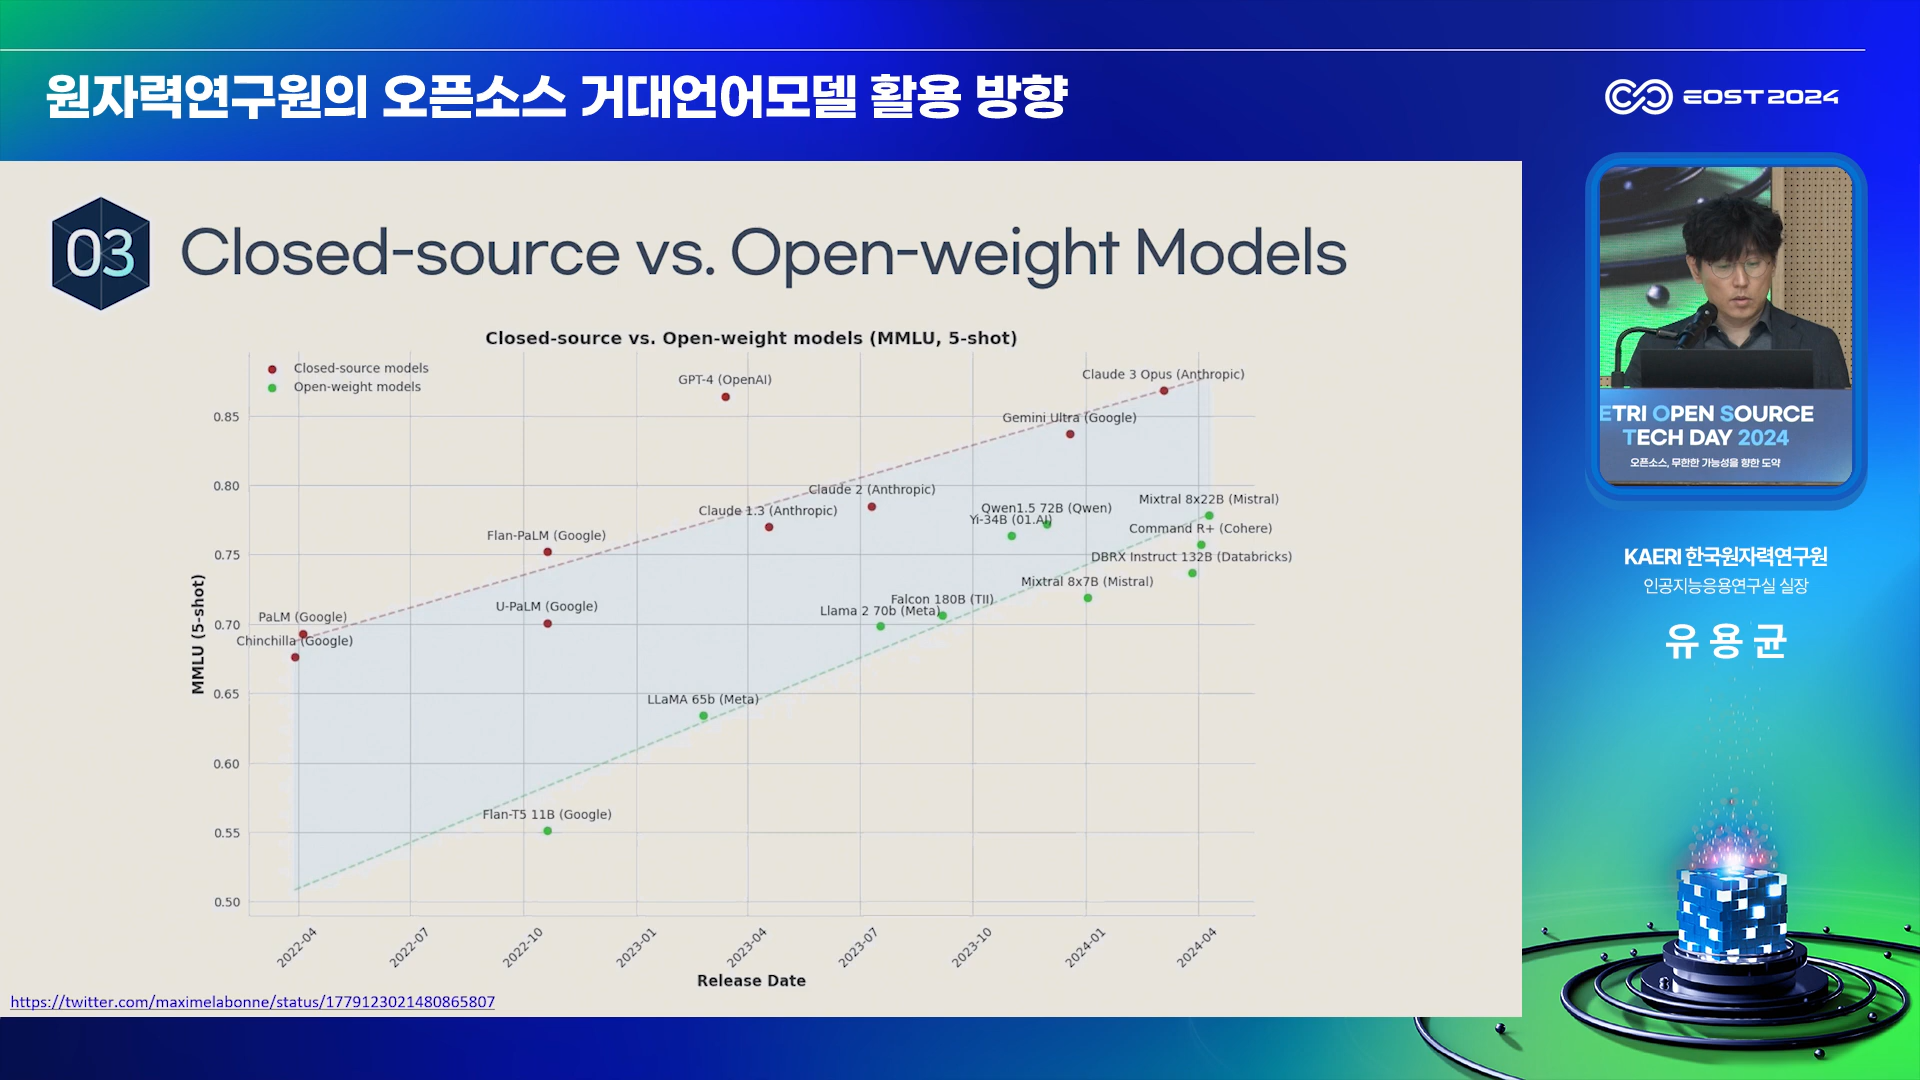 원자력연구원의 오픈소스 거대언어모델 활용 방향
EOST 2024
03
Closed-source vs. Open-weight Models
Closed-source vs. Open-weight models (MMLU, 5-shot)
Closed-source models
Open-weight models
GPT-4 (OpenAI)
Claude 3 Opus (Anthropic)
Gemini Ultra (Google)
Claude 2 (Anthropic)
Claude 1.3 (Anthropic)
Qwen1.5 72B (Qwen)
Yi-34B (01.AI)
Mixtral 8x22B (Mistral)
Command R+ (Cohere)
Flan-PaLM (Google)
DBRX Instruct 132B (Databricks)
Mixtral 8x7B (Mistral)
U-PaLM (Google)
Falcon 180B (TII)
Llama 2 70b (Meta)
PaLM (Google)
Chinchilla (Google)
LLaMA 65b (Meta)
Flan-T5 11B (Google)
MMLU (5-shot)
0.85
0.80
0.75
0.70
0.65
0.60
0.55
0.50
2022-04
2022-07
2022-10
2023-01
2023-04
2023-07
2023-10
2024-01
2024-04
Release Date
https://twitter.com/maximelabonne/status/1779123021480865807
ETRI OPEN SOURCE
TECH DAY 2024
오픈소스, 무한한 가능성을 향한 도약
KAERI 한국원자력연구원
인공지능응용연구실 실장
유용균